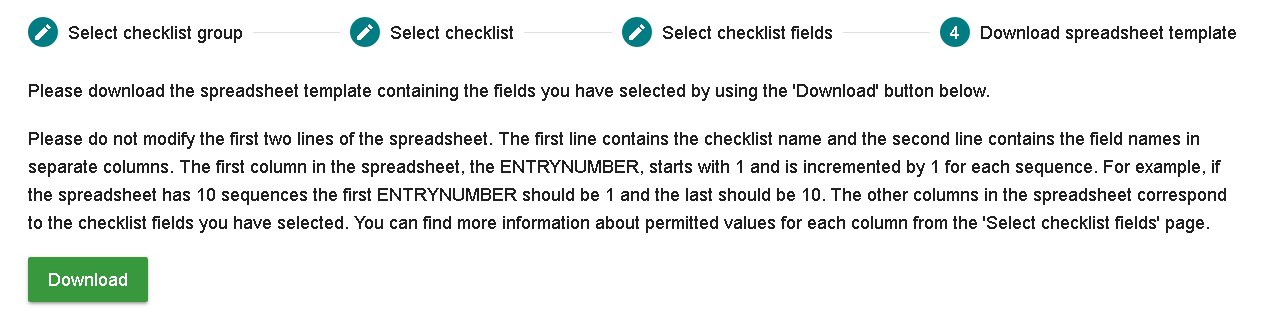 Select checklist group Select checklist Select checklist fields 4 Download spreadsheet template
Please download the spreadsheet template containing the fields you have selected by using the 'Download' button below.
Please do not modify the first two lines of the spreadsheet. The first line contains the checklist name and the second line contains the field names in
separate columns. The first column in the spreadsheet, the ENTRYNUMBER, starts with 1 and is incremented by 1 for each sequence. For example, if
the spreadsheet has 10 sequences the first ENTRYNUMBER should be 1 and the last should be 10. The other columns in the spreadsheet correspond
to the checklist fields you have selected. You can find more information about permitted values for each column from the 'Select checklist fields' page.
Download